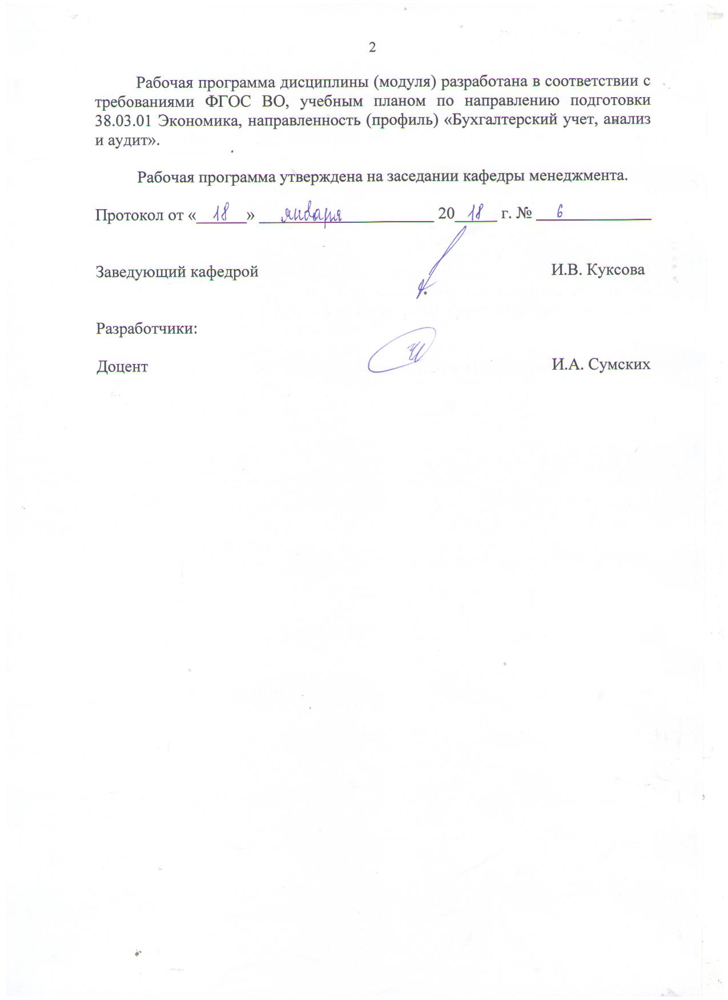 2
Рабочая программа дисциплины (модуля) разработана в соответствии с
требованиями ФГОС ВО, учебным планом по направлению подготовки
38.03.01 Экономика, направленность (профиль) «Бухгалтерский учет, анализ
и аудит».
Рабочая программа утверждена на заседании кафедры менеджмента.
Протокол от «18» января 2018 г. № 6
Заведующий кафедрой И.В. Куксова
Разработчики:
Доцент И.А. Сумских